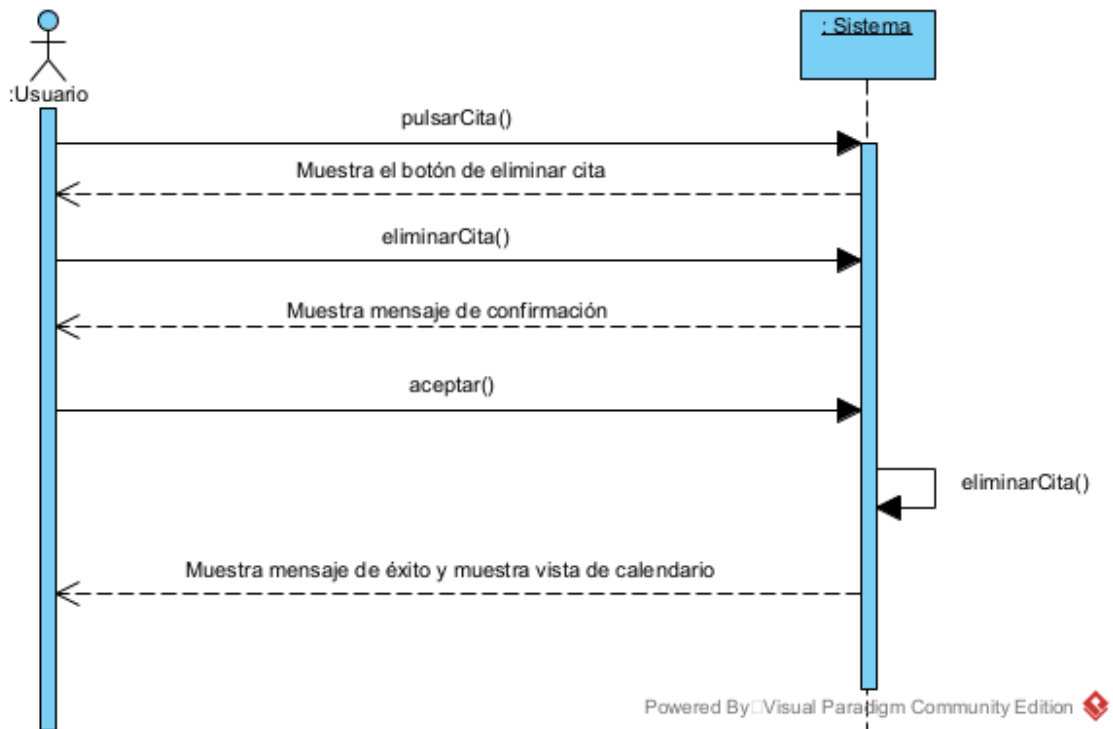 : Sistema
:Usuario
pulsarCita()
Muestra el botón de eliminar cita
eliminarCita()
Muestra mensaje de confirmación
aceptar()
eliminarCita()
Muestra mensaje de éxito y muestra vista de calendario
Powered By□Visual Paradigm Community Edition